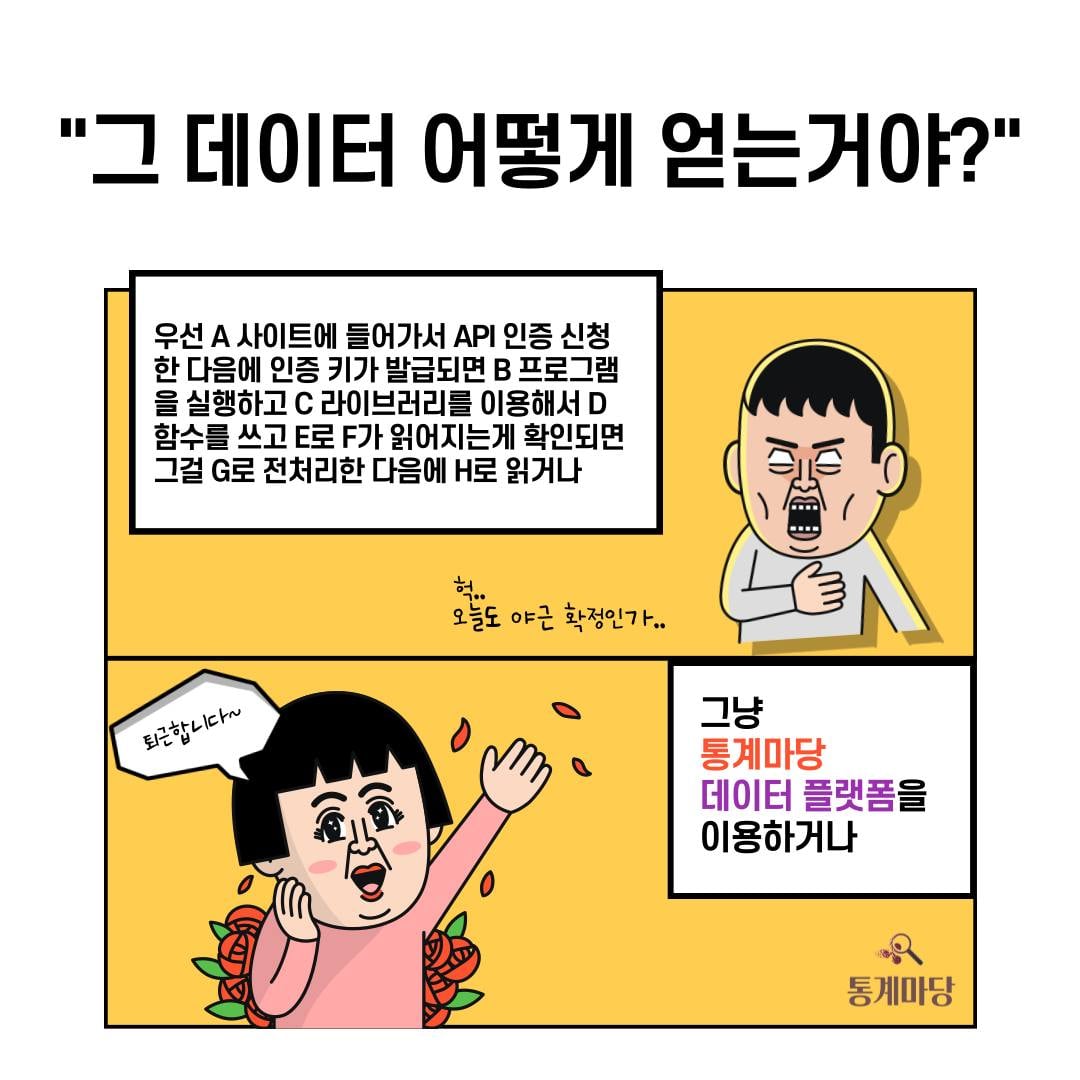 "그 데이터 어떻게 얻는거야?"
우선 A 사이트에 들어가서 API 인증 신청
한 다음에 인증 키가 발급되면 B 프로그램
을 실행하고 C 라이브러리를 이용해서 D
함수를 쓰고 E로 F가 읽어지는게 확인되면
그걸 G로 전처리한 다음에 H로 읽거나
헉..
오늘도 야근 확정인가..
퇴근합니다~
그냥
통계마당
데이터 플랫폼을
이용하거나
통계마당